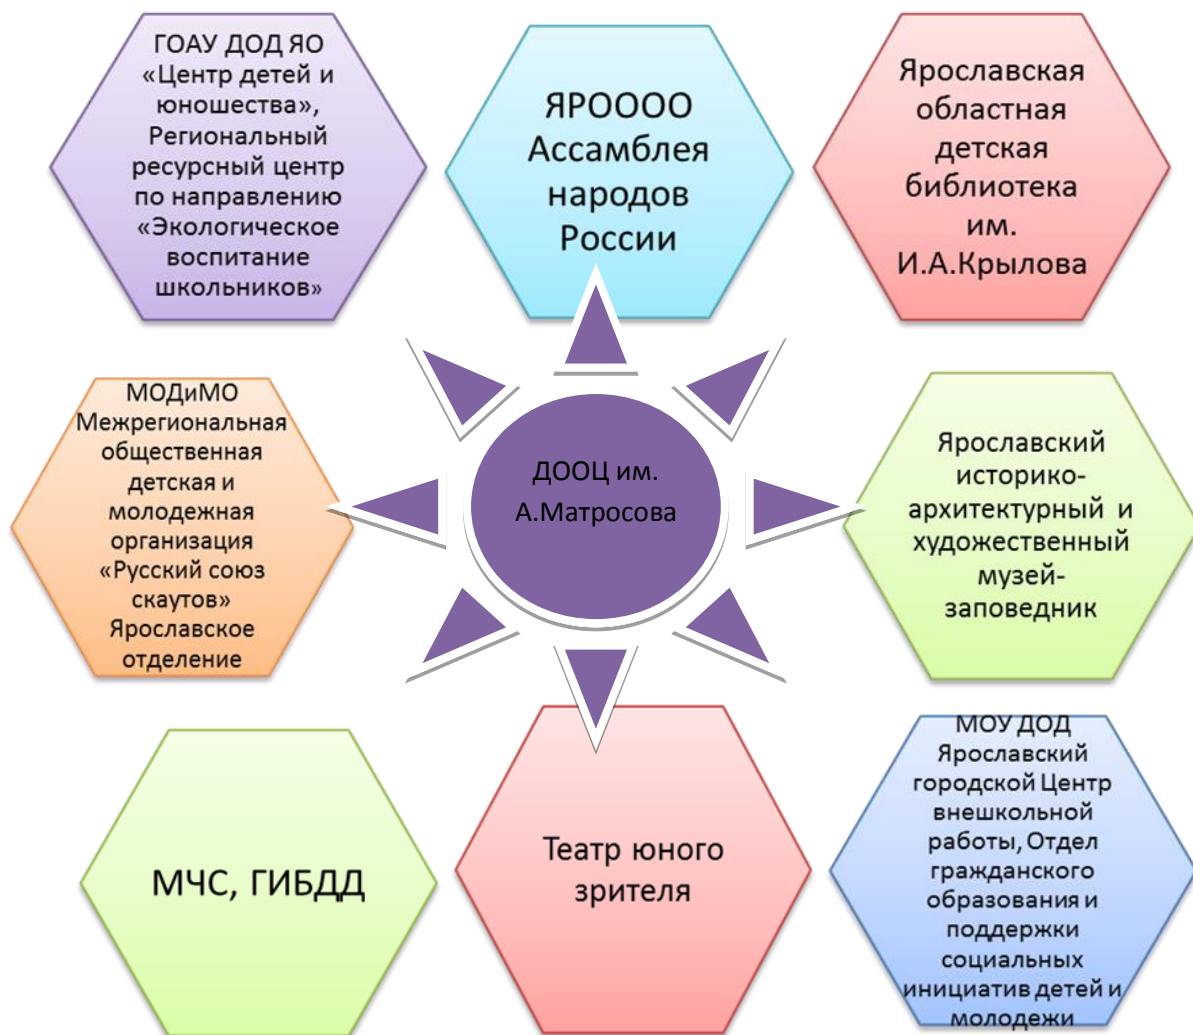 ГОАУ ДОД ЯО
«Центр детей и
юношества»,
Региональный
ресурсный центр
по направлению
«Экологическое
воспитание
школьников»
ЯРОООО
Ассамблея
народов
России
Ярославская
областная
детская
библиотека
им.
И.А.Крылова
МОДиМО
Межрегиональная
общественная
детская и
молодежная
организация
«Русский союз
скаутов»
Ярославское
отделение
ДООЦ им.
А.Матросова
Ярославский
историко-
архитектурный и
художественный
музей-
заповедник
МЧС, ГИБДД
Театр юного
зрителя
МОУ ДОД
Ярославский
городской Центр
внешкольной
работы, Отдел
гражданского
образования и
поддержки
социальных
инициатив детей и
молодежи